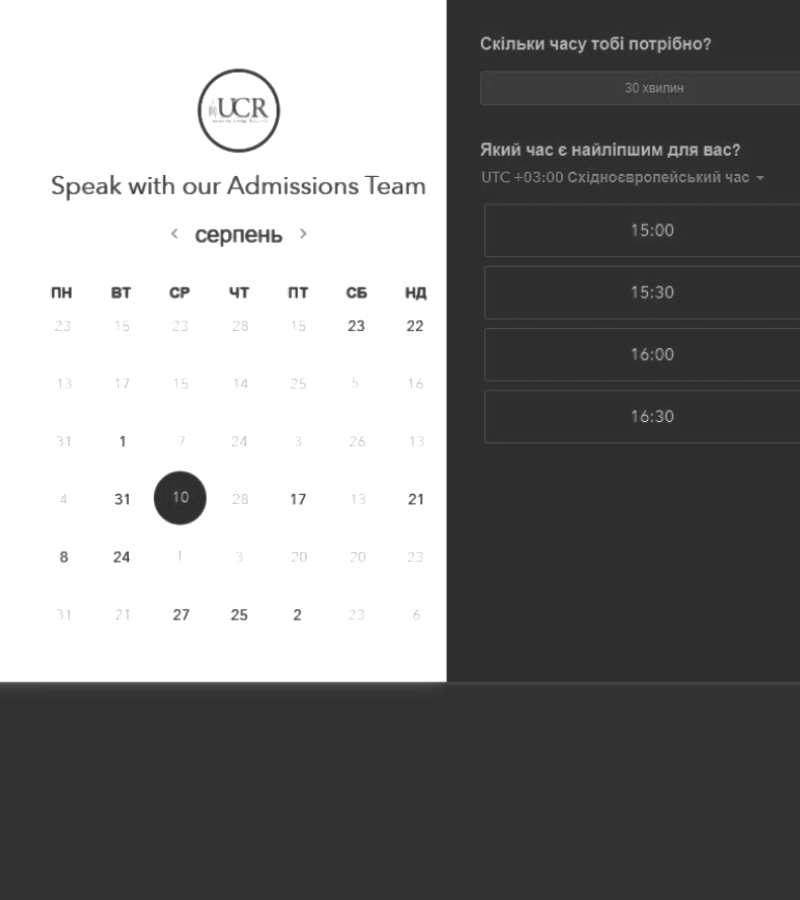 UCR
Speak with our Admissions Team
серпень
ПН ВТ СР ЧТ ПТ СБ НД
23 15 23 28 15 23 22
13 17 15 14 25 5 16
31 1 7 24 3 26 13
4 31 10 28 17 13 21
8 24 1 3 20 20 23
31 21 27 25 2 23 6
Скільки часу тобі потрібно?
30 хвилин
Який час є найліпшим для вас?
UTC +03:00 Східноєвропейський час
15:00
15:30
16:00
16:30